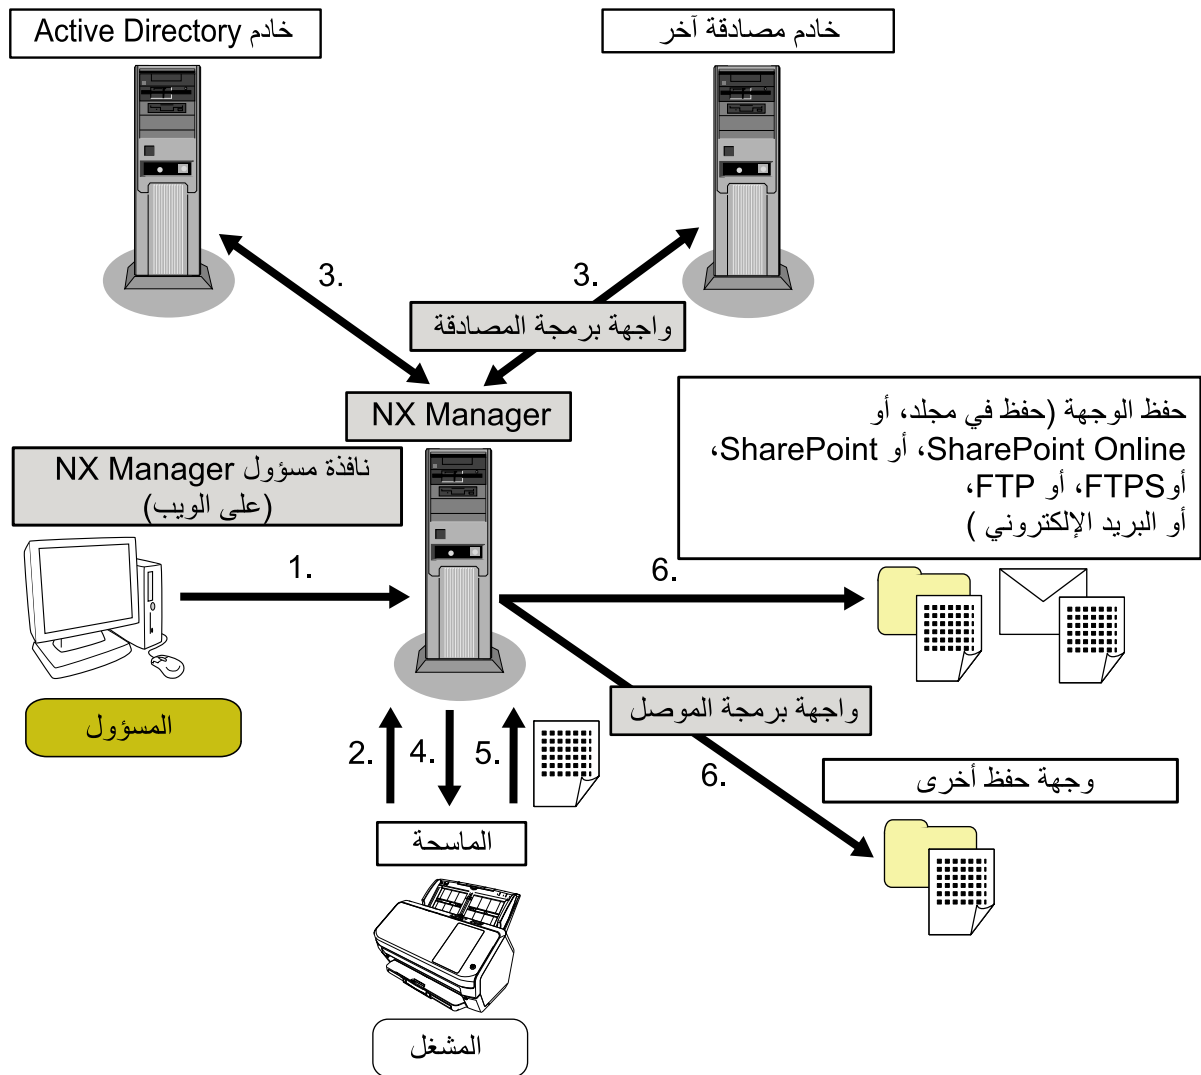 خادم Active Directory
خادم مصادقة آخر
3.
3.
واجهة برمجة المصادقة
NX Manager
نافذة مسؤول NX Manager
(على الويب)
حفظ الوجهة (حفظ في مجلد، أو
SharePoint Online، أو SharePoint،
أوFTPS، أو FTP،
أو البريد الإلكتروني )
1.
6.
المسؤول
واجهة برمجة الموصل
2.
4.
5.
6.
وجهة حفظ أخرى
الماسحة
المشغل